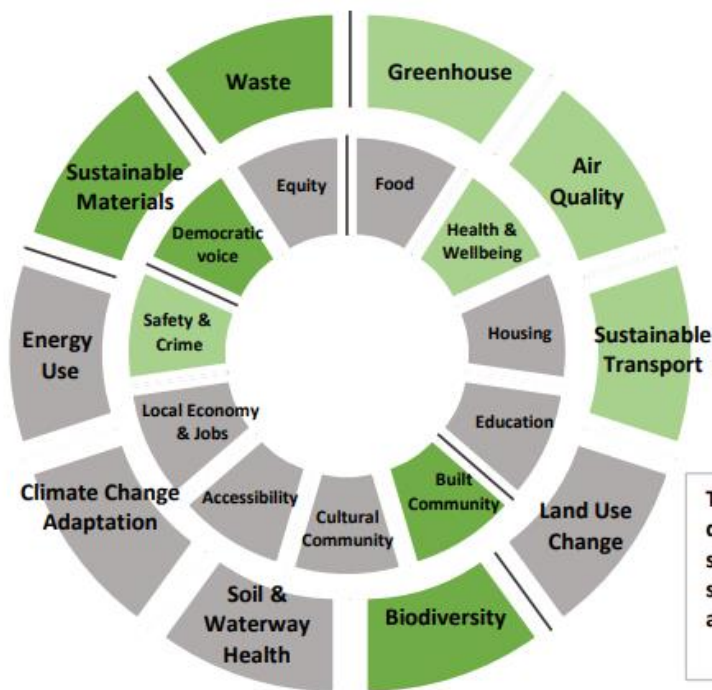 Waste
Greenhouse
Sustainable
Materials
Air
Quality
Equity
Food
Democratic
voice
Health &
Wellbeing
Energy
Use
Safety &
Crime
Housing
Sustainable
Transport
Local Economy
& Jobs
Education
Climate Change
Adaptation
Accessibility
Cultural
Community
Built
Community
Land Use
Change
Soil &
Waterway
Health
Biodiversity